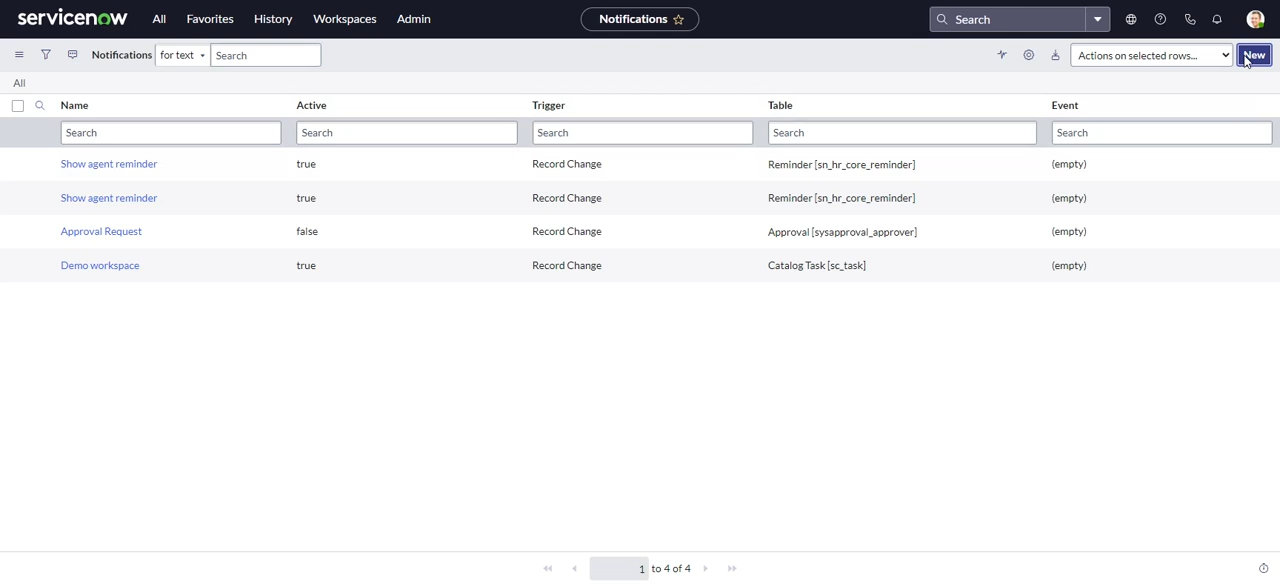 servicenow All Favorites History Workspaces Admin Notifications Search
Notifications for text Search Actions on selected rows... New
All
Name Active Trigger Table Event
Search Search Search Search Search
Show agent reminder true Record Change Reminder [sn_hr_core_reminder] (empty)
Show agent reminder true Record Change Reminder [sn_hr_core_reminder] (empty)
Approval Request false Record Change Approval [sysapproval_approver] (empty)
Demo workspace true Record Change Catalog Task [sc_task] (empty)
1 to 4 of 4